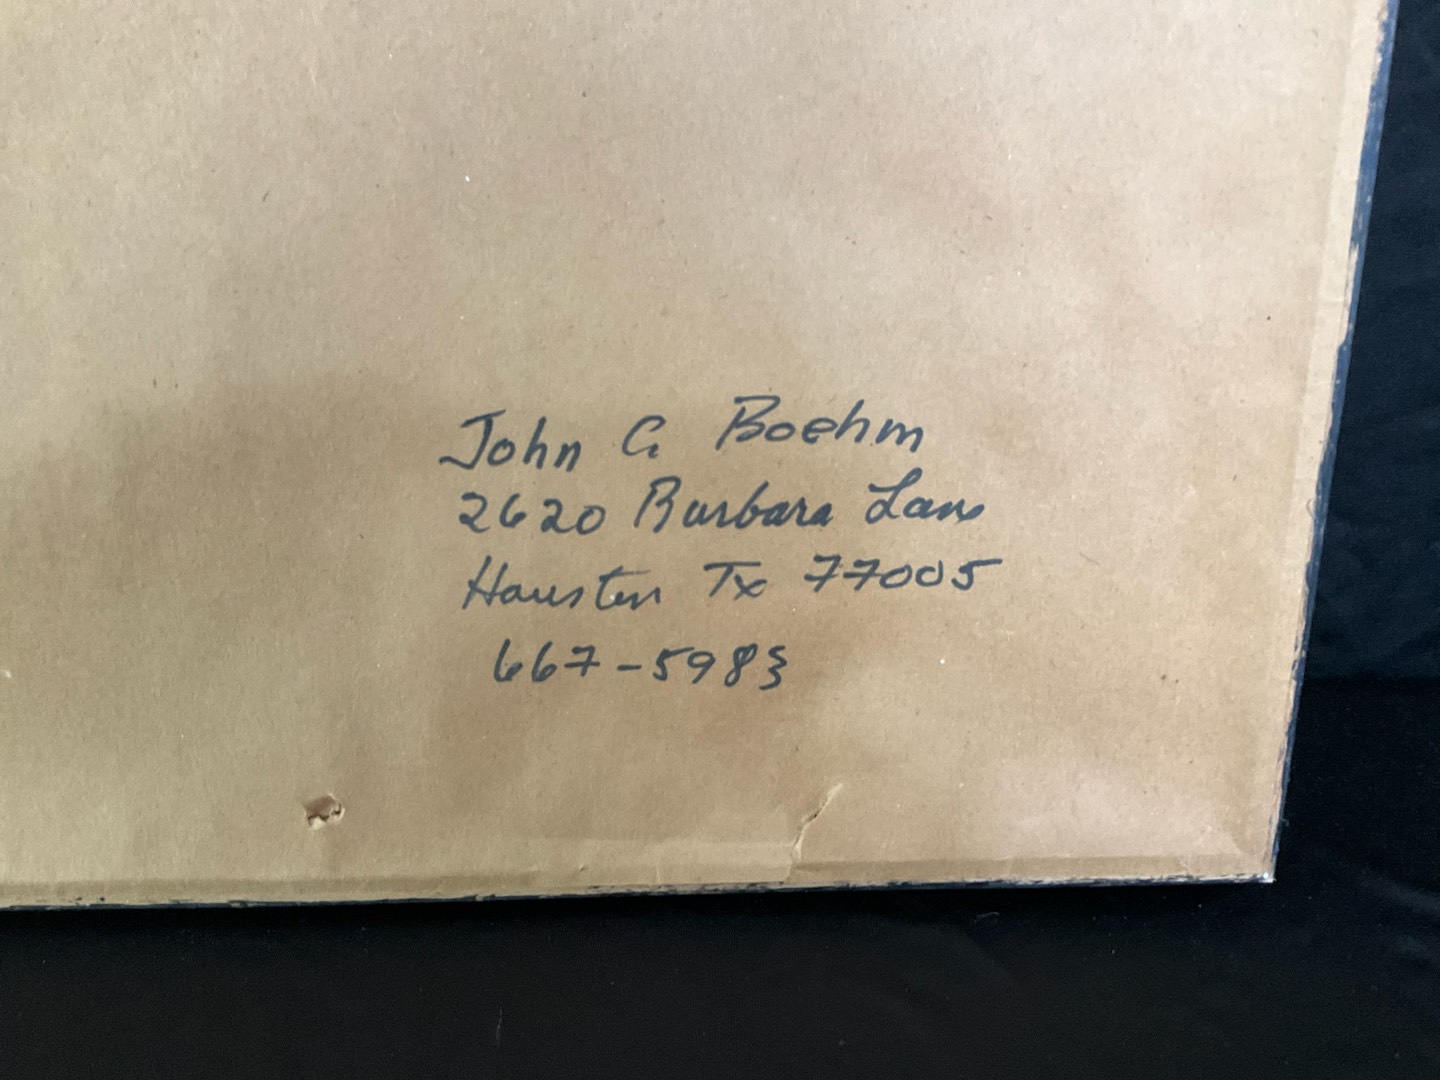 John G Boehm
2620 Barbara Lane
Houston Tx 77005
667-5983